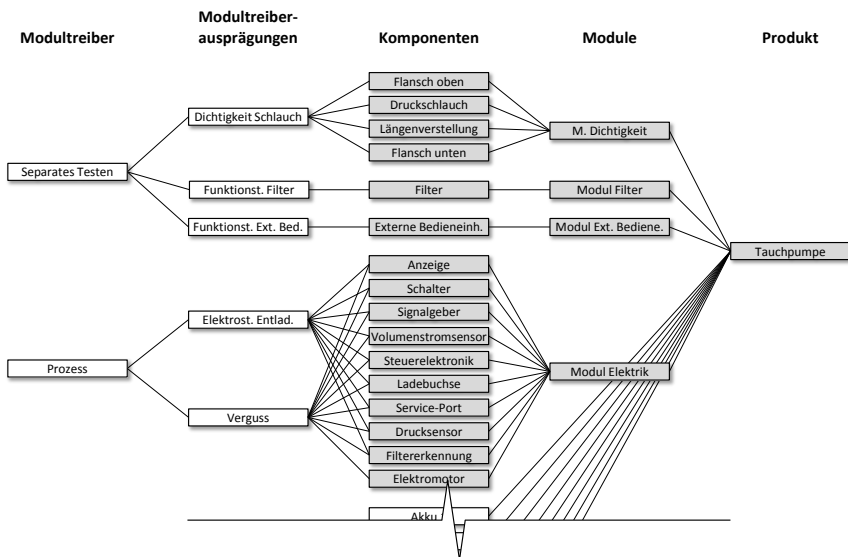 Modultreiber
Modultreiber-
ausprägungen
Komponenten
Module
Produkt
Flansch oben
Druckschlauch
Dichtigkeit Schlauch
Längenverstellung
M. Dichtigkeit
Flansch unten
Separates Testen
Funktionst. Filter
Filter
Modul Filter
Funktionst. Ext. Bed.
Externe Bedieneinh.
Modul Ext. Bediene.
Tauchpumpe
Anzeige
Schalter
Signalgeber
Elektrost. Entlad.
Volumenstromsensor
Steuerelektronik
Prozess
Modul Elektrik
Ladebuchse
Service-Port
Verguss
Drucksensor
Filtererkennung
Elektromotor
Akku